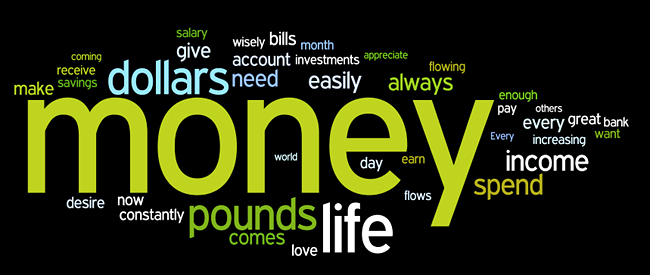 salary
give
wisely bills
month
coming
receive
savings
make
dollars
account investments appreciate
need
easily
flowing
always
enough
pay others
every great bank
Every increasing want
money
world
day
earn
income
spend
flows
desire
now
constantly
pounds
comes
love
life